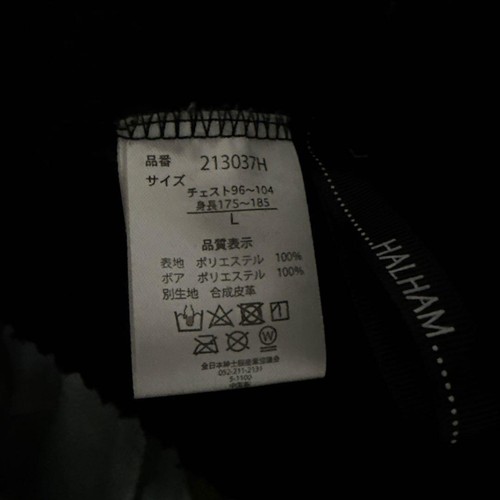 品番 213037H
サイズ
チェスト96〜104
身長175〜185
L
品質表示
表地 ポリエステル 100%
ボア ポリエステル 100%
別生地 合成皮革
W
HALHAM